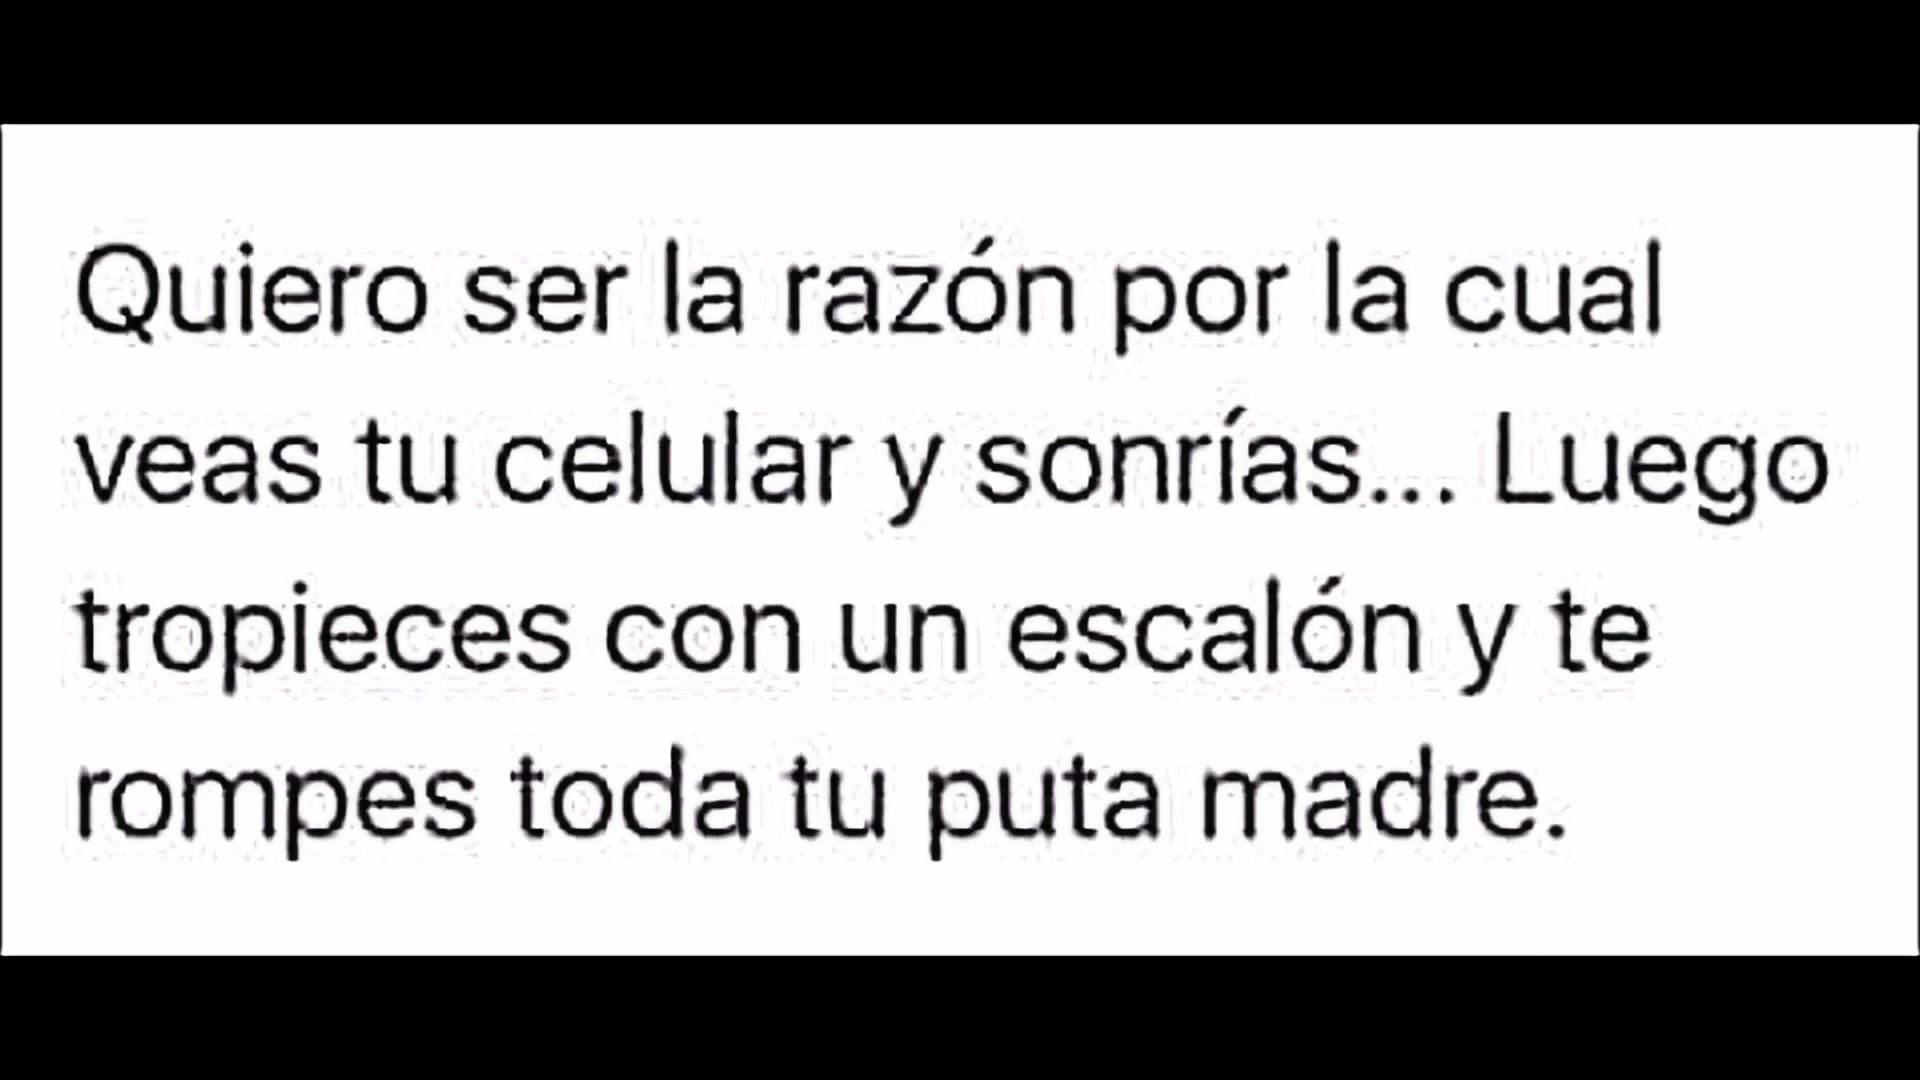 Quiero ser la razón por la cual
veas tu celular y sonrías... Luego
tropieces con un escalón y te
rompes toda tu puta madre.